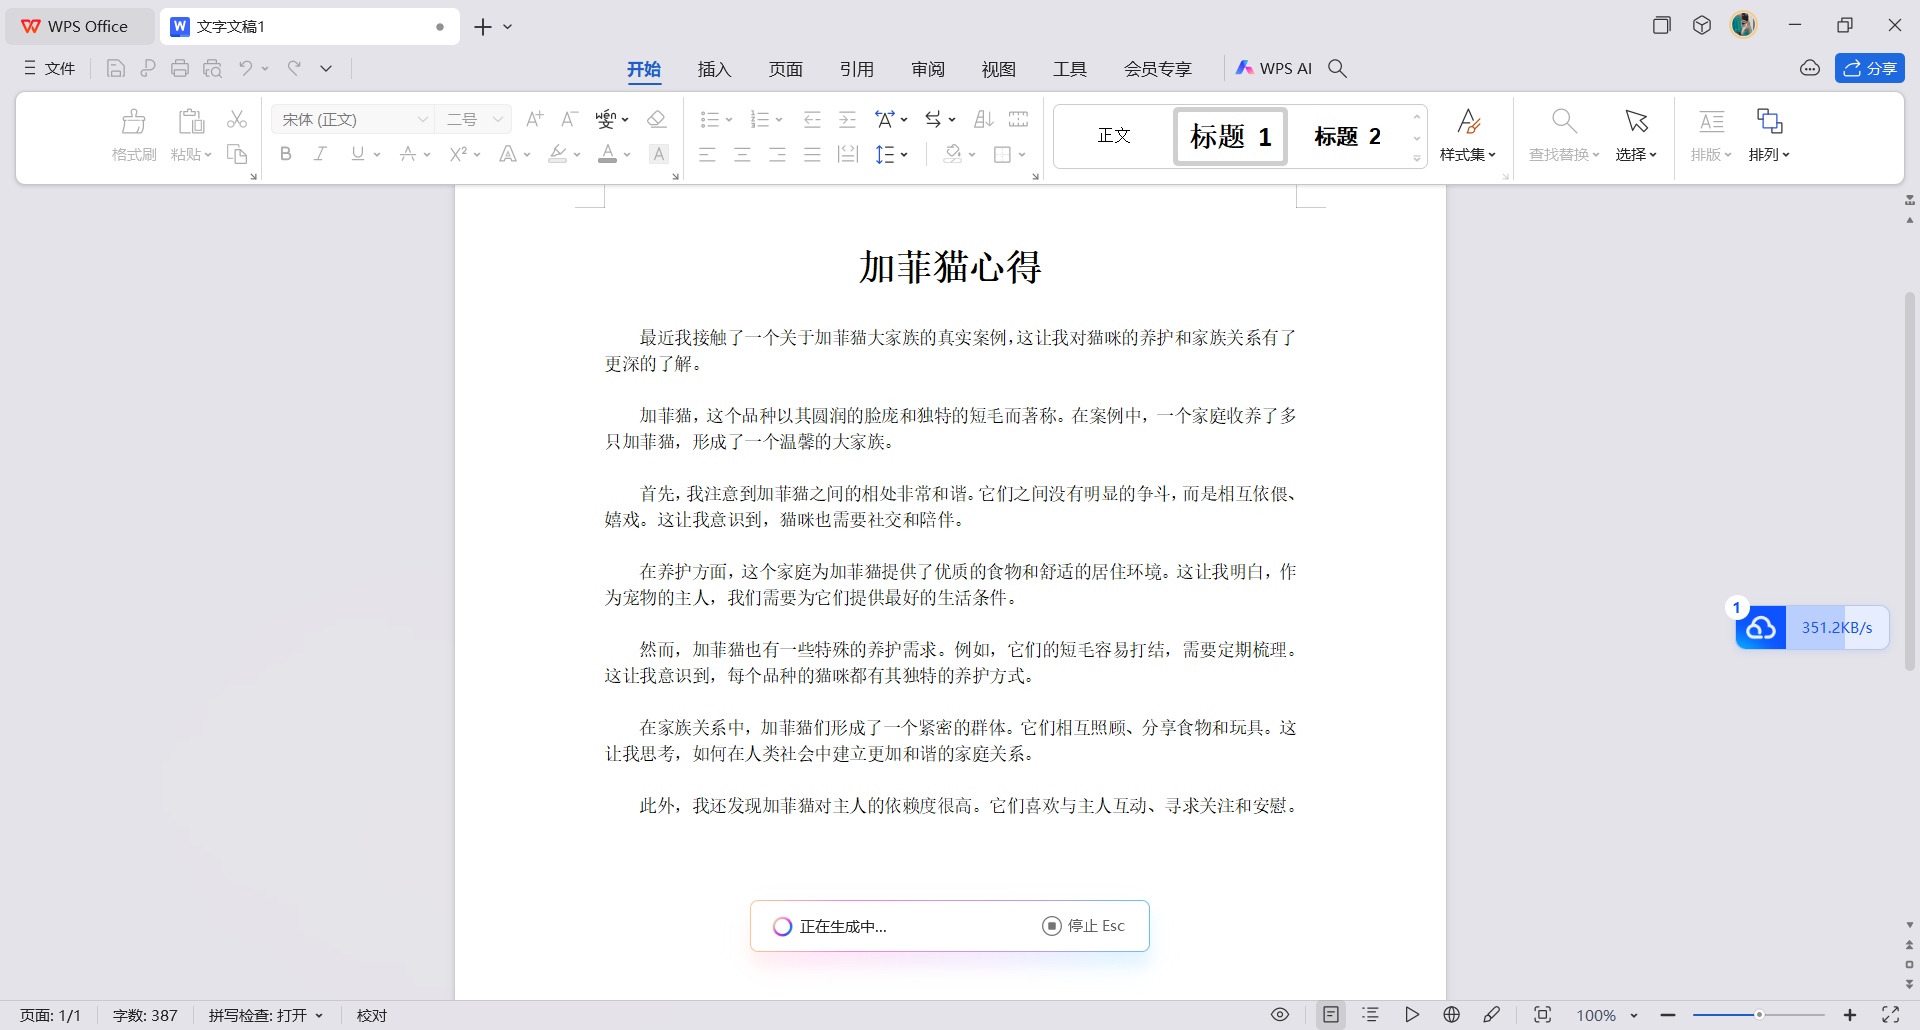 WPS Office
文字文稿1
文件
开始
插入
页面
引用
审阅
视图
工具
会员专享
WPS AI
分享
格式刷
粘贴
宋体 (正文)
二号
正文
标题 1
标题 2
样式集
查找替换
选择
排版
排列
加菲猫心得
最近我接触了一个关于加菲猫大家族的真实案例,这让我对猫咪的养护和家族关系有了
更深的了解。
加菲猫，这个品种以其圆润的脸庞和独特的短毛而著称。在案例中，一个家庭收养了多
只加菲猫，形成了一个温馨的大家族。
首先，我注意到加菲猫之间的相处非常和谐。它们之间没有明显的争斗，而是相互依偎、
嬉戏。这让我意识到，猫咪也需要社交和陪伴。
在养护方面，这个家庭为加菲猫提供了优质的食物和舒适的居住环境。这让我明白，作
为宠物的主人，我们需要为它们提供最好的生活条件。
然而，加菲猫也有一些特殊的养护需求。例如，它们的短毛容易打结，需要定期梳理。
这让我意识到，每个品种的猫咪都有其独特的养护方式。
在家族关系中，加菲猫们形成了一个紧密的群体。它们相互照顾、分享食物和玩具。这
让我思考，如何在人类社会中建立更加和谐的家庭关系。
此外，我还发现加菲猫对主人的依赖度很高。它们喜欢与主人互动、寻求关注和安慰。
1
351.2KB/s
正在生成中...
停止 Esc
页面: 1/1
字数: 387
拼写检查: 打开
校对
100%